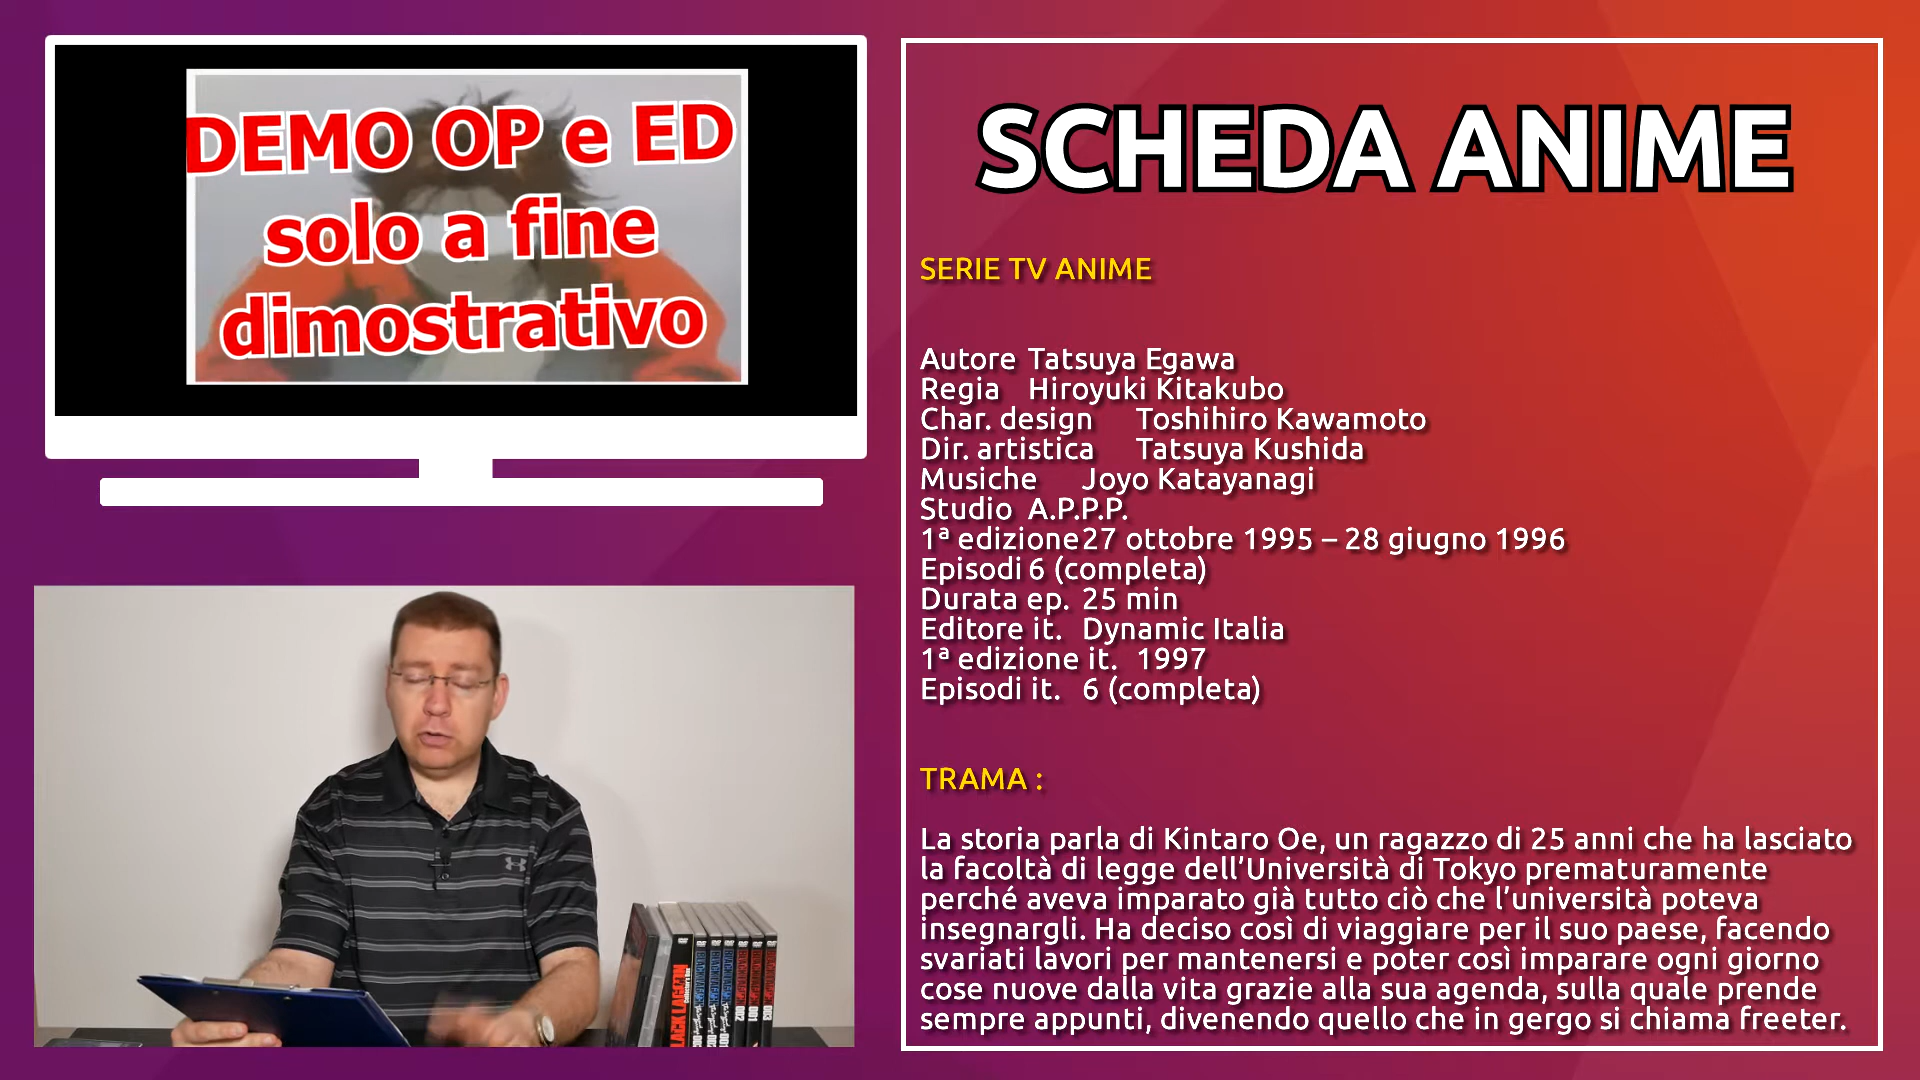 DEMO OP e ED
solo a fine
dimostrativo
SCHEDA ANIME
SERIE TV ANIME
Autore Tatsuya Egawa
Regia Hiroyuki Kitakubo
Char. design Toshihiro Kawamoto
Dir. artistica Tatsuya Kushida
Musiche Joyo Katayanagi
Studio A.P.P.P.
1ª edizione27 ottobre 1995 – 28 giugno 1996
Episodi 6 (completa)
Durata ep. 25 min
Editore it. Dynamic Italia
1ª edizione it. 1997
Episodi it. 6 (completa)
TRAMA :
La storia parla di Kintaro Oe, un ragazzo di 25 anni che ha lasciato
la facoltà di legge dell’Università di Tokyo prematuramente
perché aveva imparato già tutto ciò che l’università poteva
insegnargli. Ha deciso così di viaggiare per il suo paese, facendo
svariati lavori per mantenersi e poter così imparare ogni giorno
cose nuove dalla vita grazie alla sua agenda, sulla quale prende
sempre appunti, divenendo quello che in gergo si chiama freeter.
BLACK LAGOON
002
001
003